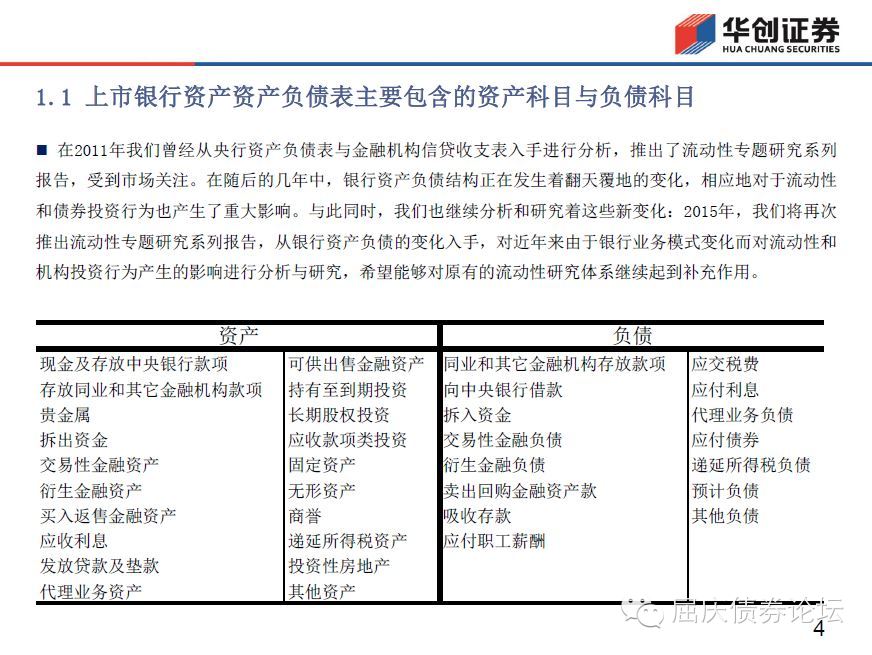 华创证券
HUA CHUANG SECURITIES
1.1 上市银行资产资产负债表主要包含的资产科目与负债科目
■ 在2011年我们曾经从央行资产负债表与金融机构信贷收支表入手进行分析，推出了流动性专题研究系列
报告，受到市场关注。在随后的几年中，银行资产负债结构正在发生着翻天覆地的变化，相应地对于流动性
和债券投资行为也产生了重大影响。与此同时，我们也继续分析和研究着这些新变化：2015年，我们将再次
推出流动性专题研究系列报告，从银行资产负债的变化入手，对近年来由于银行业务模式变化而对流动性和
机构投资行为产生的影响进行分析与研究，希望能够对原有的流动性研究体系继续起到补充作用。
资产 负债
现金及存放中央银行款项 可供出售金融资产 同业和其它金融机构存放款项 应交税费
存放同业和其它金融机构款项 持有至到期投资 向中央银行借款 应付利息
贵金属 长期股权投资 拆入资金 代理业务负债
拆出资金 应收款项类投资 交易性金融负债 应付债券
交易性金融资产 固定资产 衍生金融负债 递延所得税负债
衍生金融资产 无形资产 卖出回购金融资产款 预计负债
买入返售金融资产 商誉 吸收存款 其他负债
应收利息 递延所得税资产 应付职工薪酬
发放贷款及垫款 投资性房地产
代理业务资产 其他资产
屈庆债券论坛
4